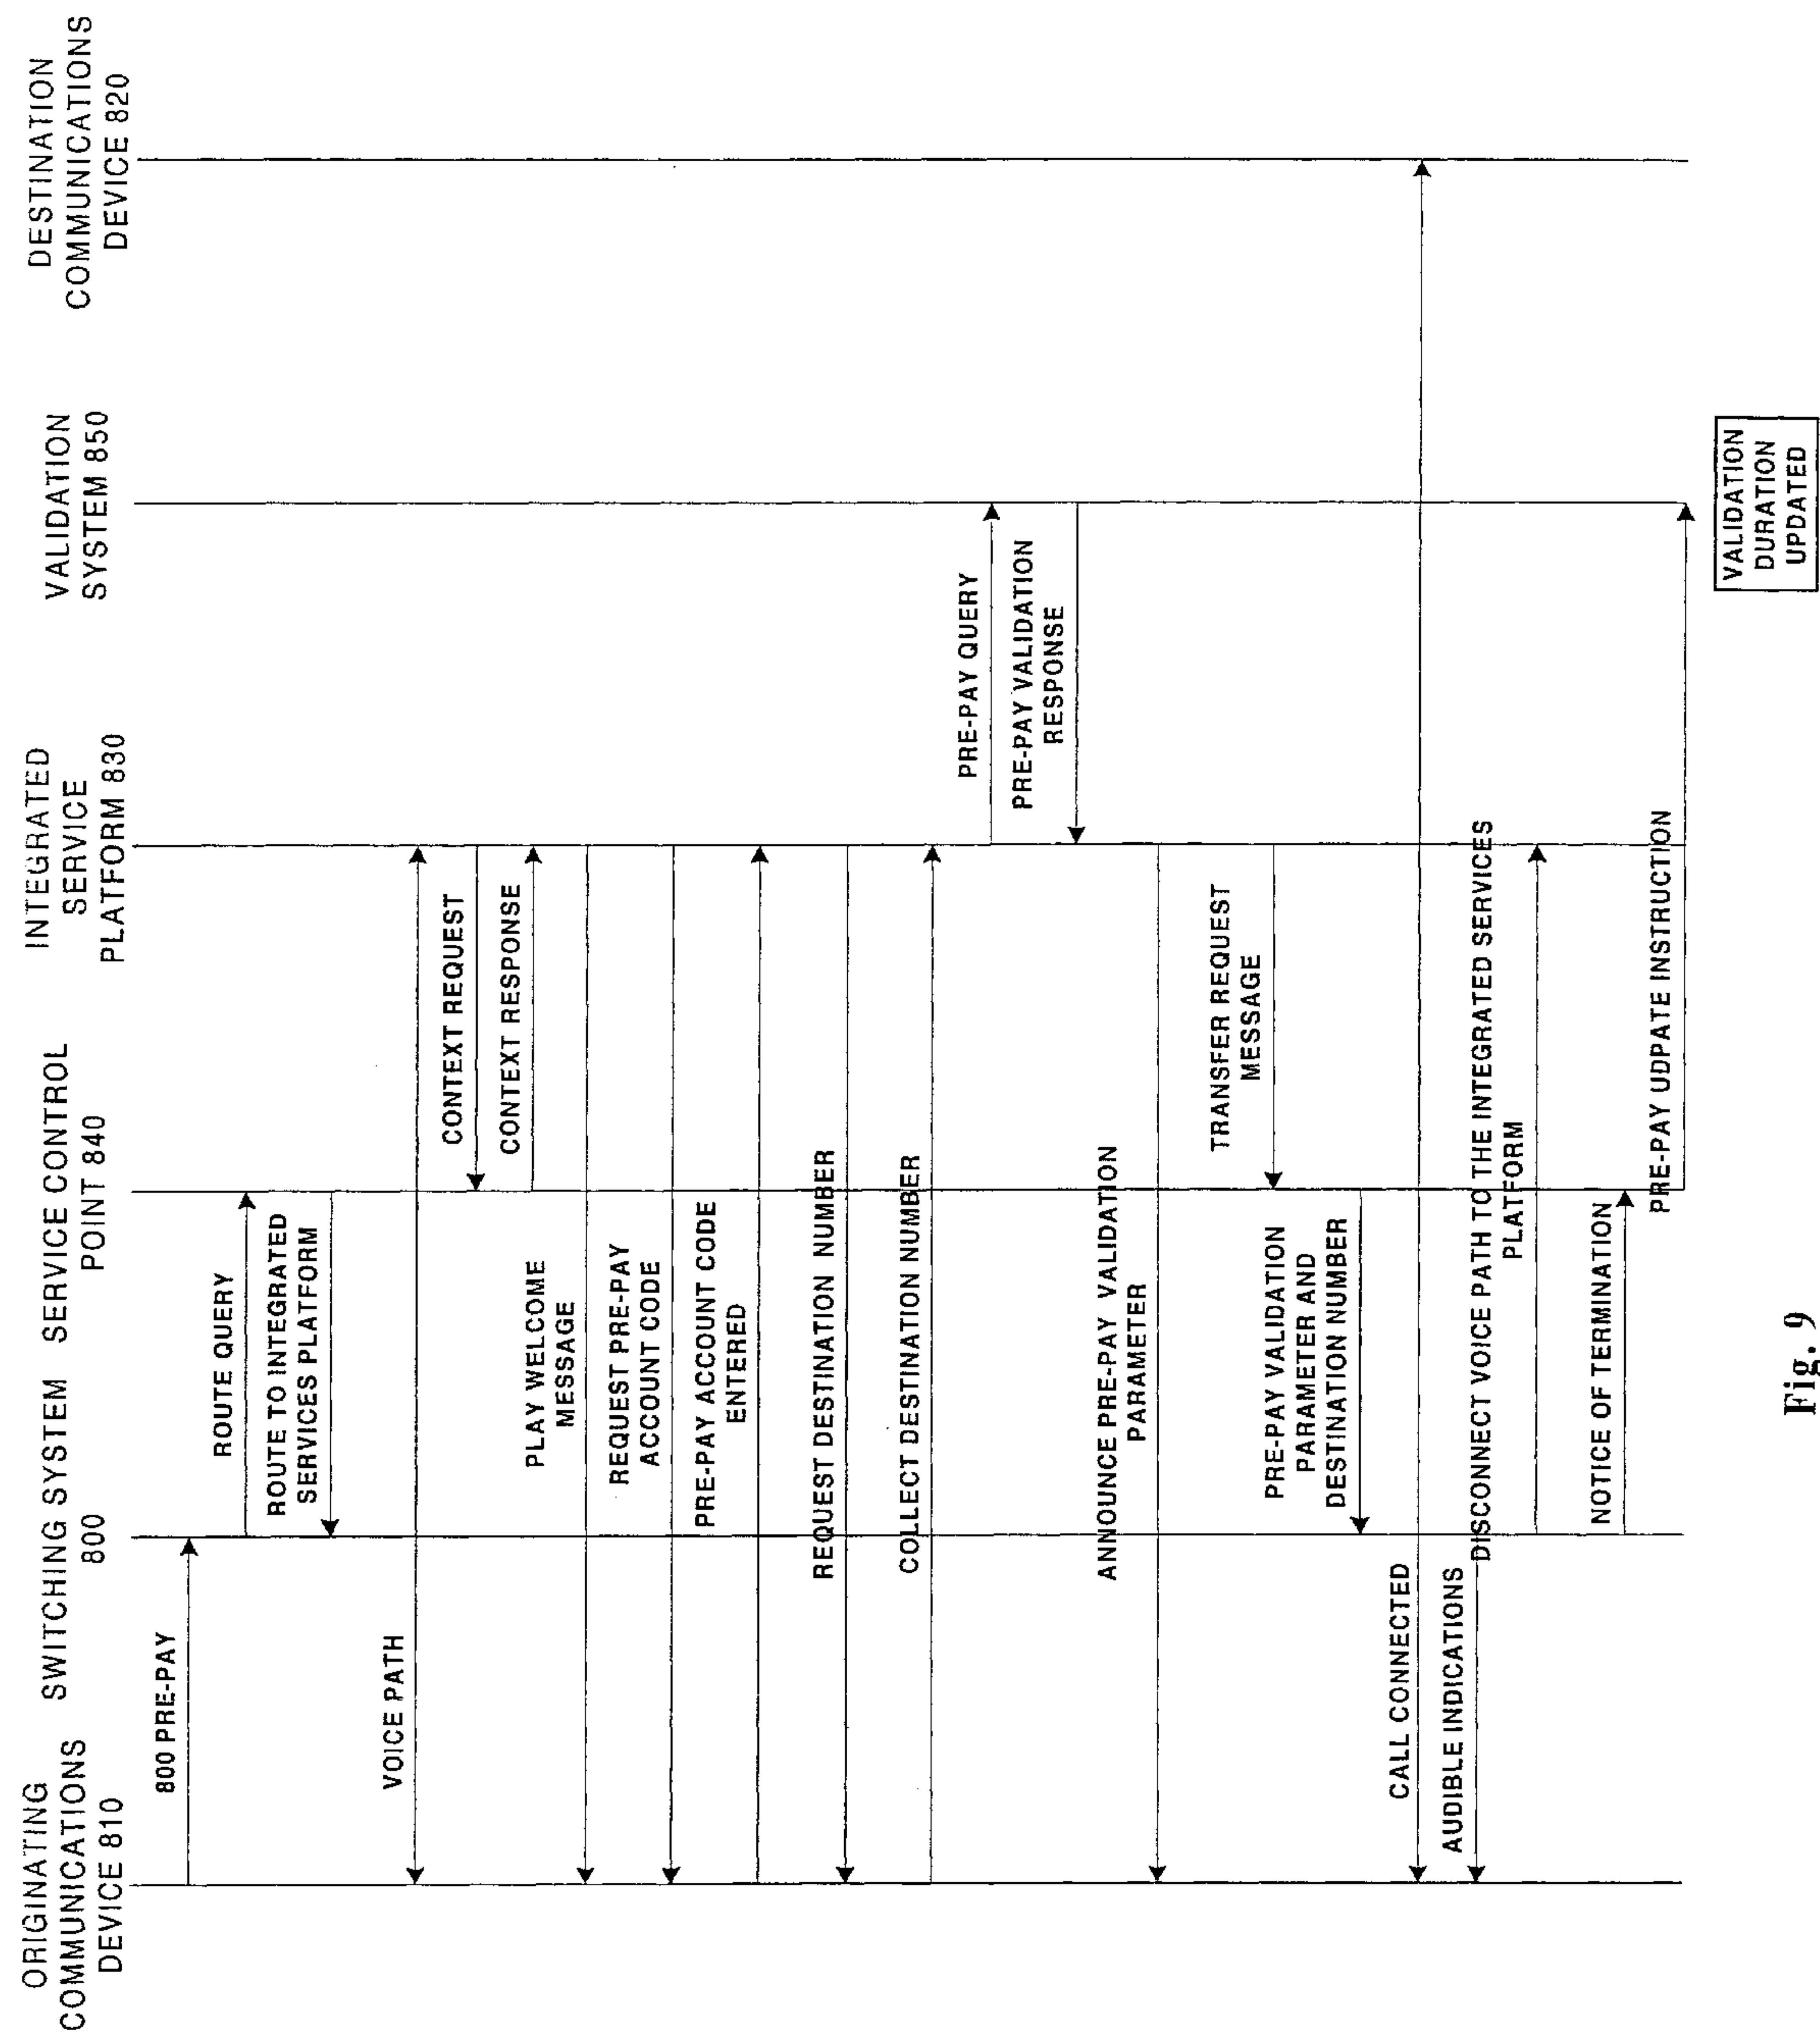 ORIGINATING
COMMUNICATIONS
DEVICE 810
SWITCHING SYSTEM
800
SERVICE CONTROL
POINT 840
INTEGRATED
SERVICE
PLATFORM 830
VALIDATION
SYSTEM 850
DESTINATION
COMMUNICATIONS
DEVICE 820
800 PRE-PAY
ROUTE QUERY
ROUTE TO INTEGRATED
SERVICES PLATFORM
VOICE PATH
CONTEXT REQUEST
CONTEXT RESPONSE
PLAY WELCOME
MESSAGE
REQUEST PRE-PAY
ACCOUNT CODE
PRE-PAY ACCOUNT CODE
ENTERED
REQUEST DESTINATION NUMBER
COLLECT DESTINATION NUMBER
PRE-PAY QUERY
PRE-PAY VALIDATION
RESPONSE
ANNOUNCE PRE-PAY VALIDATION
PARAMETER
TRANSFER REQUEST
MESSAGE
PRE-PAY VALIDATION
PARAMETER AND
DESTINATION NUMBER
CALL CONNECTED
AUDIBLE INDICATIONS
DISCONNECT VOICE PATH TO THE INTEGRATED SERVICES
PLATFORM
NOTICE OF TERMINATION
PRE-PAY UDPATE INSTRUCTION
VALIDATION
DURATION
UPDATED
Fig. 9